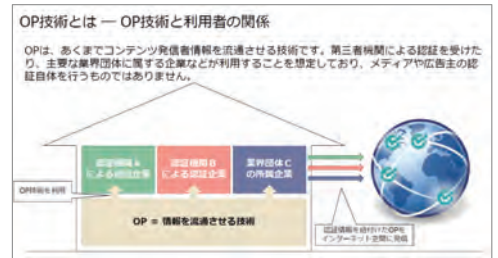 OP技術とは ― OP技術と利用者の関係
OPは、あくまでコンテンツ発信者情報を流通させる技術です。第三者機関による認証を受けた
り、主要な業界団体に属する企業などが利用することを想定しており、メディアや広告主の認証
自体を行うものではありません。
認証機関A
による認証企業
認証機関B
による認証企業
業界団体C
の所属企業
OP技術を利用
OP = 情報を流通させる技術
認証情報を紐付けたOPを
インターネット空間に発信